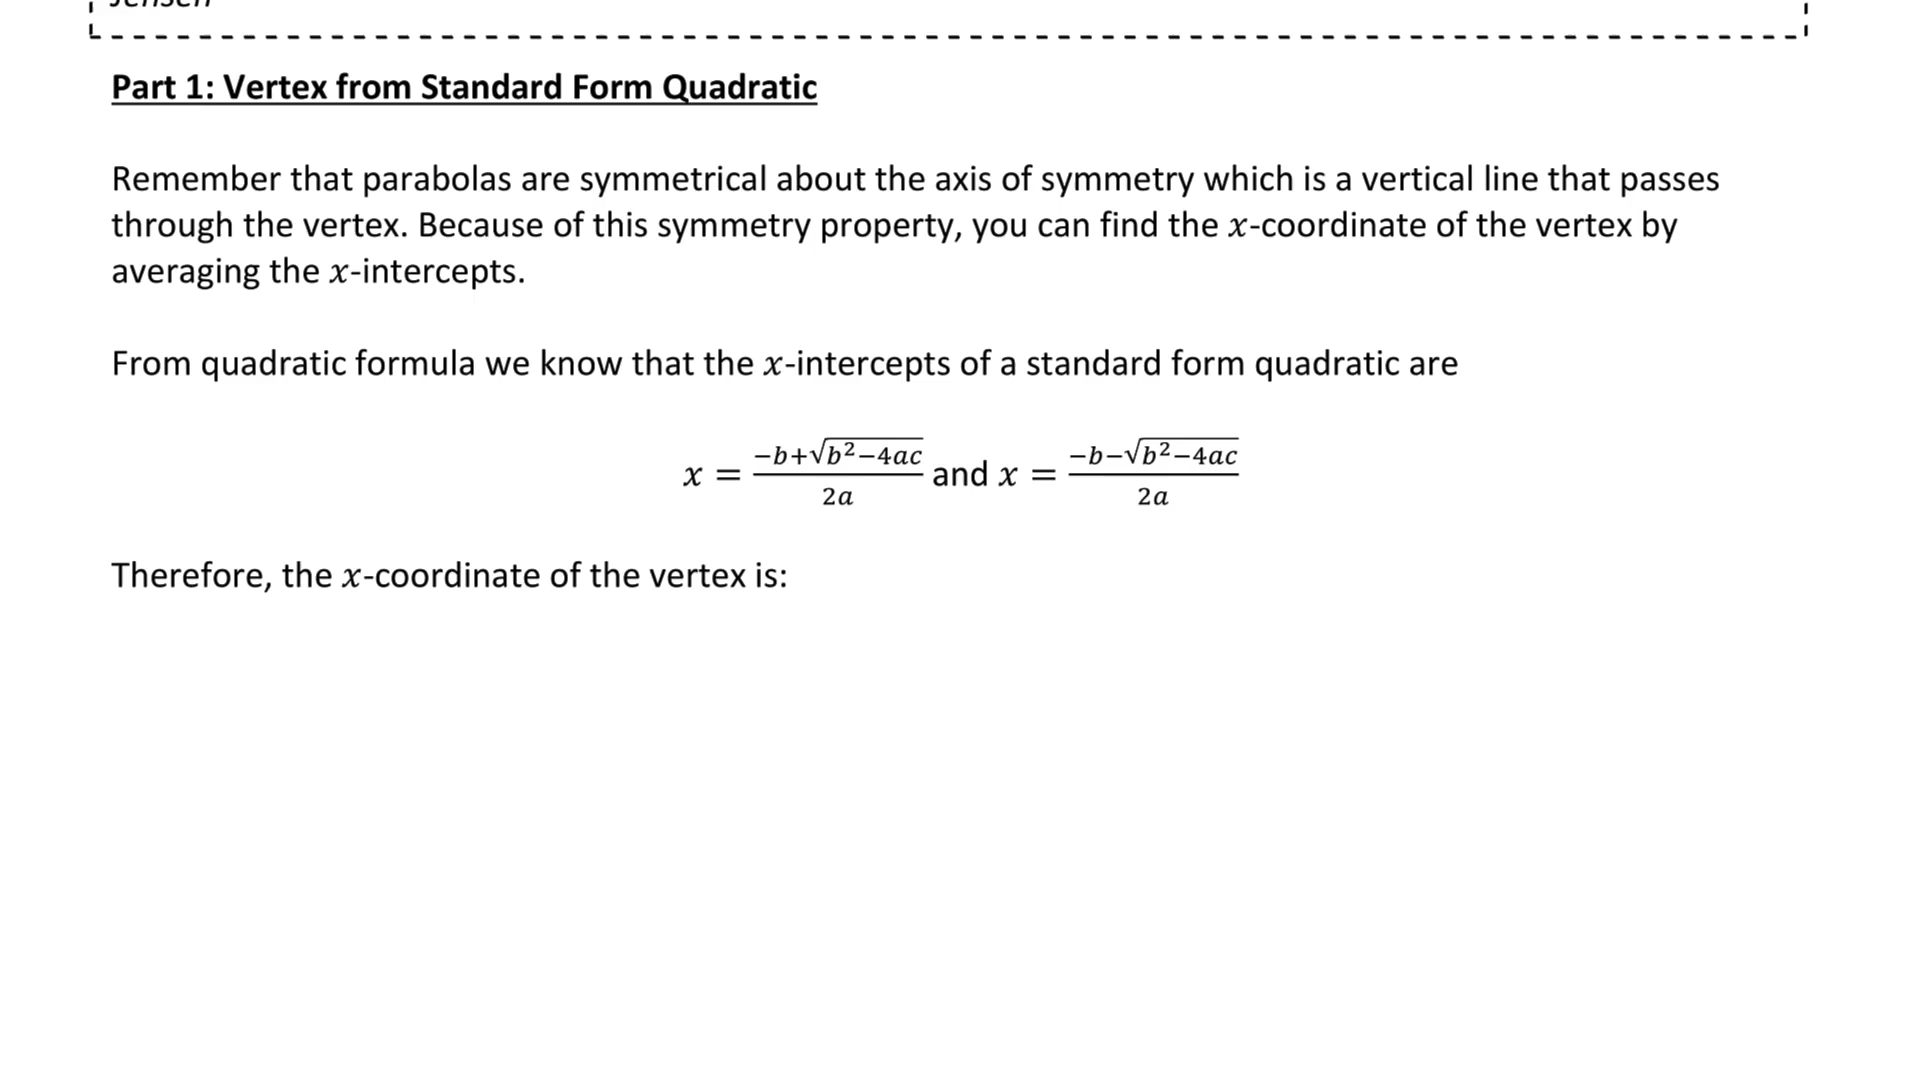 Part 1: Vertex from Standard Form Quadratic
Remember that parabolas are symmetrical about the axis of symmetry which is a vertical line that passes
through the vertex. Because of this symmetry property, you can find the x-coordinate of the vertex by
averaging the x-intercepts.
From quadratic formula we know that the x-intercepts of a standard form quadratic are
x = (−b+√(b²−4ac))/(2a) and x = (−b−√(b²−4ac))/(2a)
Therefore, the x-coordinate of the vertex is: